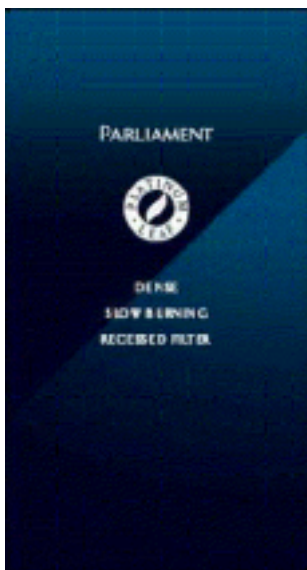 PARLIAMENT
PLATINUM
LEAF
DENSE
SLOW BURNING
RECESSED FILTER